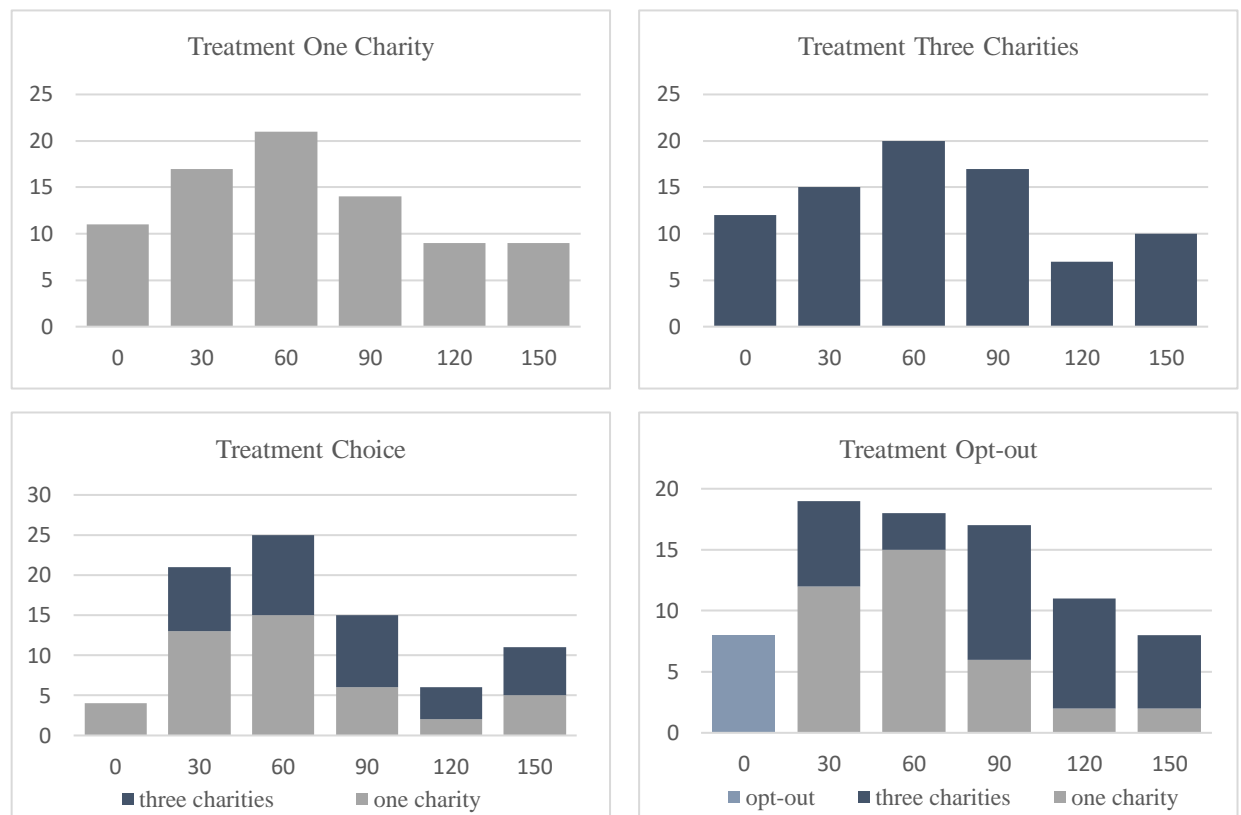 Treatment One Charity
25
20
15
10
5
0
0 30 60 90 120 150
Treatment Three Charities
25
20
15
10
5
0
0 30 60 90 120 150
Treatment Choice
30
25
20
15
10
5
0
0 30 60 90 120 150
three charities one charity
Treatment Opt-out
20
15
10
5
0
0 30 60 90 120 150
opt-out three charities one charity